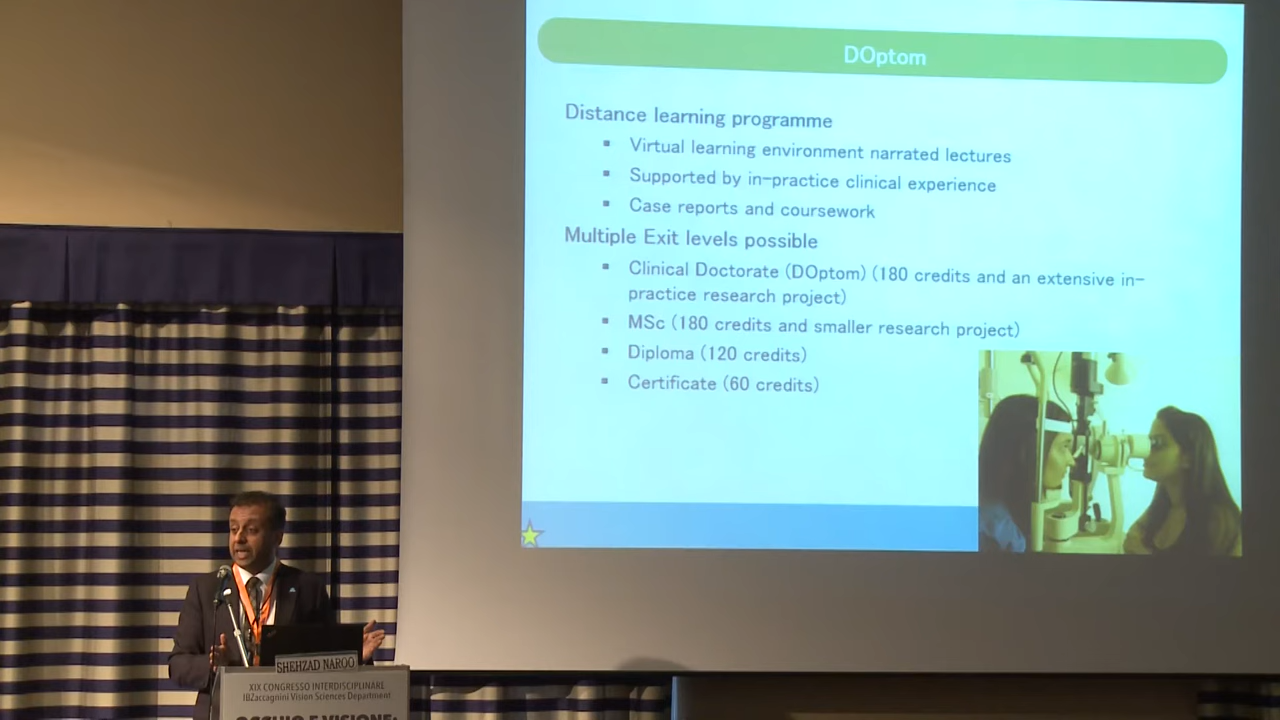 DOptom
Distance learning programme
Virtual learning environment narrated lectures
Supported by in-practice clinical experience
Case reports and coursework
Multiple Exit levels possible
Clinical Doctorate (DOptom) (180 credits and an extensive in-
practice research project)
MSc (180 credits and smaller research project)
Diploma (120 credits)
Certificate (60 credits)
SHEHZAD NAROO
XIX CONGRESSO INTERDISCIPLINARE
IBZaccagnini Vision Sciences Department
OCCHIO E VISIONE: